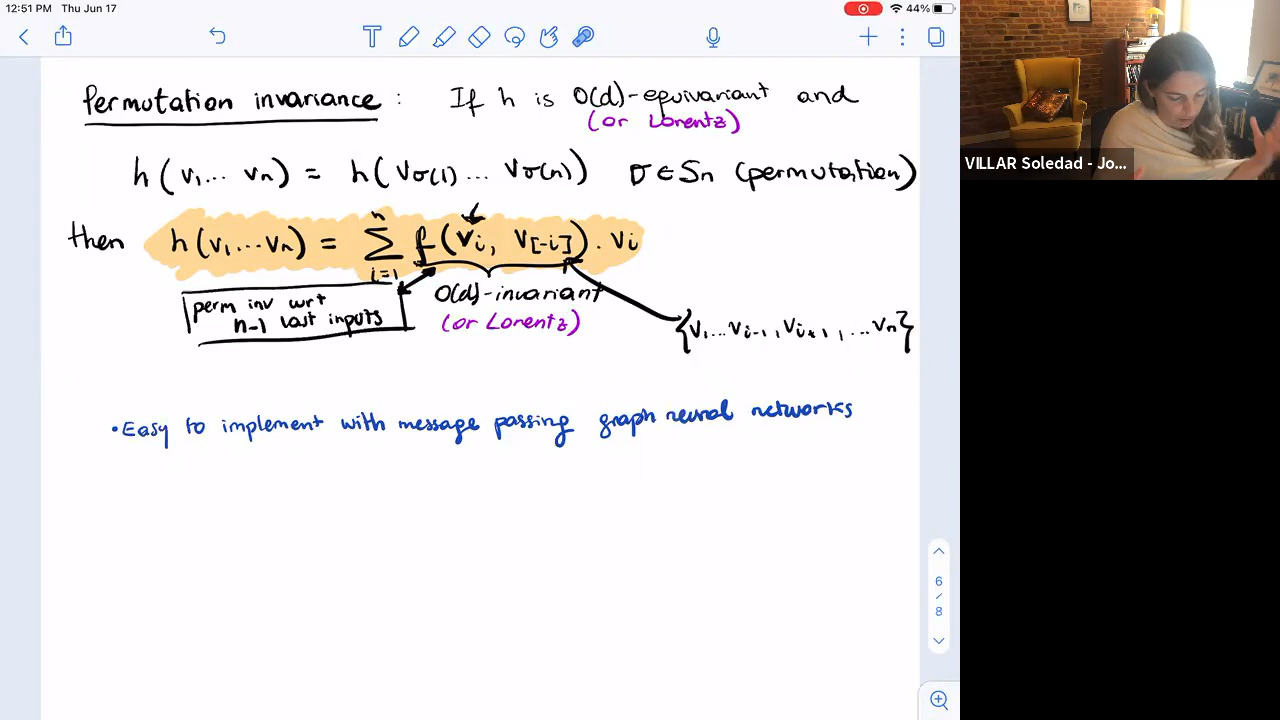 12:51 PM Thu Jun 17
44%
Permutation invariance : If h is O(d)-equivariant and
(or Lorentz)
h(v₁... vₙ) = h(vσ(1) ... vσ(n)) σ ∈ Sₙ (permutation)
then h(v₁...vₙ) = Σᵢ₌₁ⁿ f(vᵢ, v[-i]) · vᵢ
perm inv wrt
n-1 last inputs
O(d)-invariant
(or Lorentz)
{v₁...vᵢ₋₁, vᵢ₊₁, ...vₙ}
• Easy to implement with message passing graph neural networks
VILLAR Soledad - Jo...
6
/
8